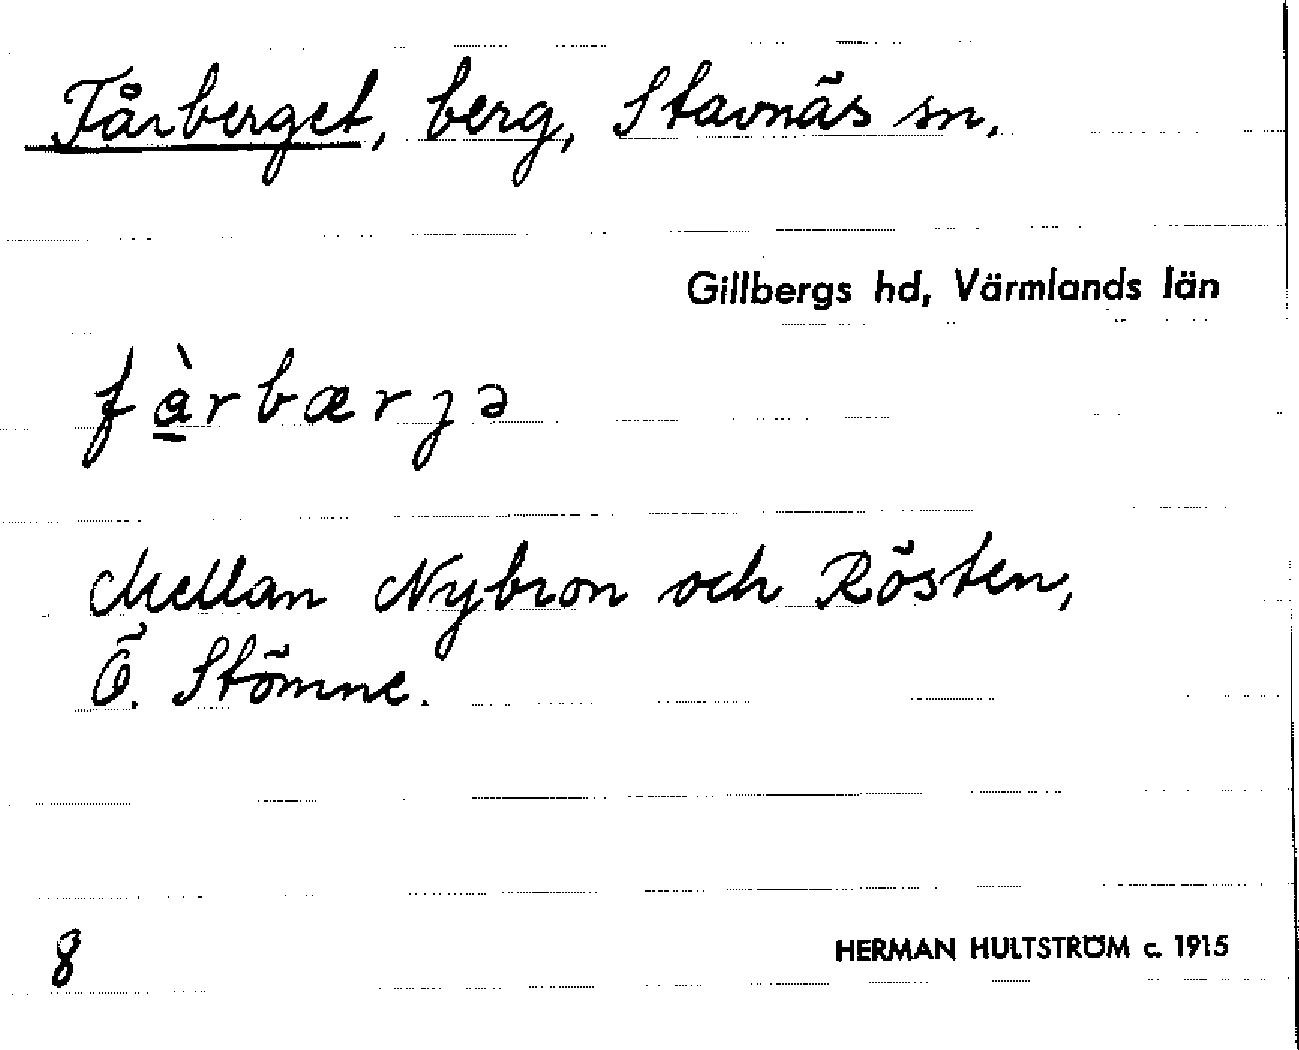 Fårberget, berg, Stavnäs sn.
Gillbergs hd, Värmlands län
fàrbærjə
Mellan Nybron och Rösten,
Ö. Stömne.
8
HERMAN HULTSTRÖM c. 1915